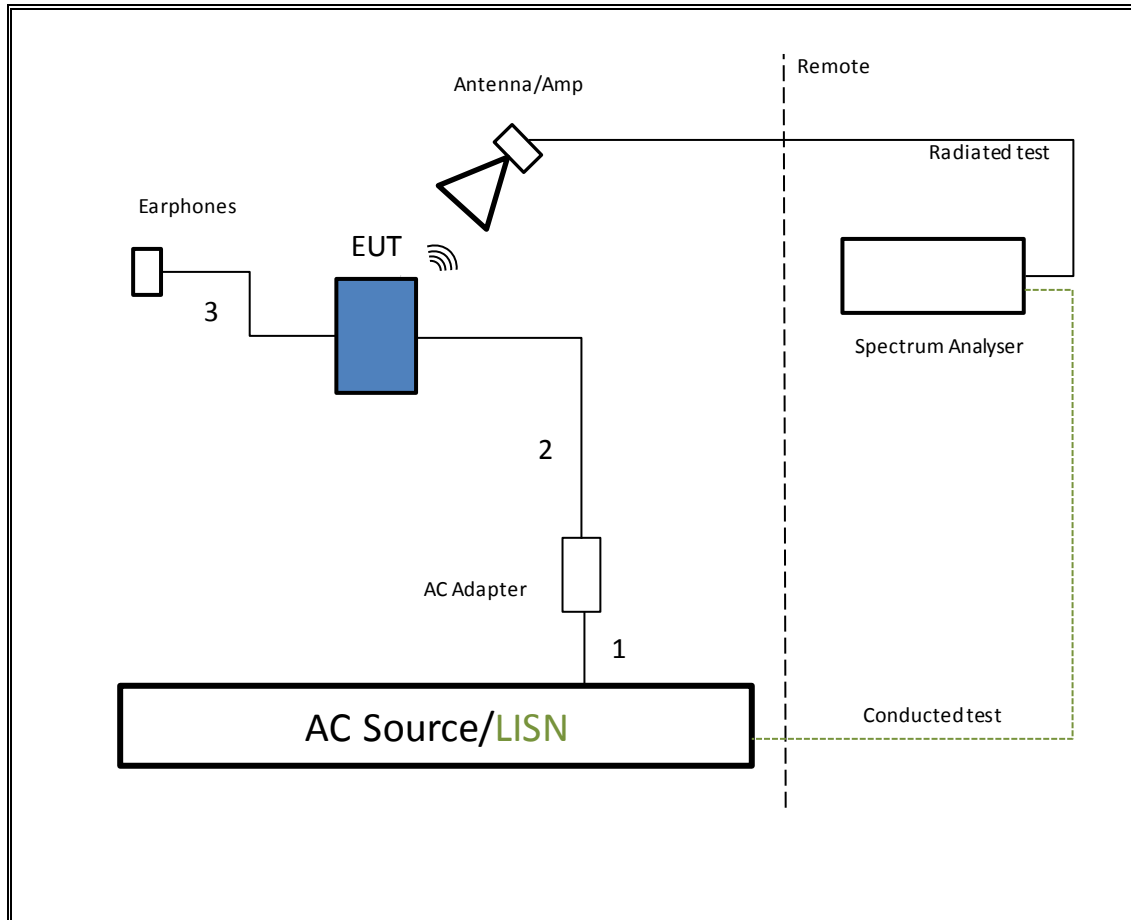 Remote
Antenna/Amp
Radiated test
Earphones
EUT
3
Spectrum Analyser
2
AC Adapter
1
AC Source/LISN
Conducted test